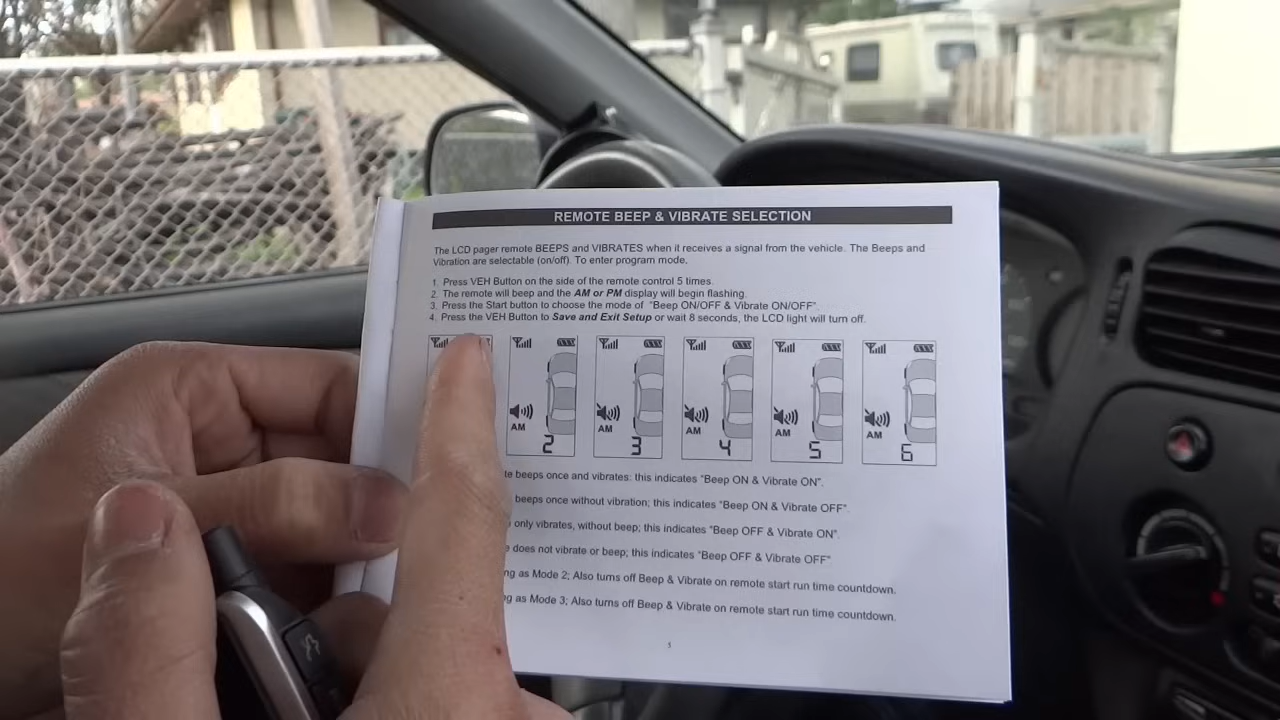 REMOTE BEEP & VIBRATE SELECTION
The LCD pager remote BEEPS and VIBRATES when it receives a signal from the vehicle. The Beeps and
Vibration are selectable (on/off). To enter program mode,
1. Press VEH Button on the side of the remote control 5 times.
2. The remote will beep and the AM or PM display will begin flashing.
3. Press the Start button to choose the mode of "Beep ON/OFF & Vibrate ON/OFF".
4. Press the VEH Button to Save and Exit Setup or wait 8 seconds, the LCD light will turn off.
AM AM AM AM AM
2 3 4 5 6
beeps once and vibrates: this indicates "Beep ON & Vibrate ON".
beeps once without vibration; this indicates "Beep ON & Vibrate OFF".
only vibrates, without beep; this indicates "Beep OFF & Vibrate ON".
does not vibrate or beep; this indicates "Beep OFF & Vibrate OFF"
as Mode 2; Also turns off Beep & Vibrate on remote start run time countdown.
as Mode 3; Also turns off Beep & Vibrate on remote start run time countdown.